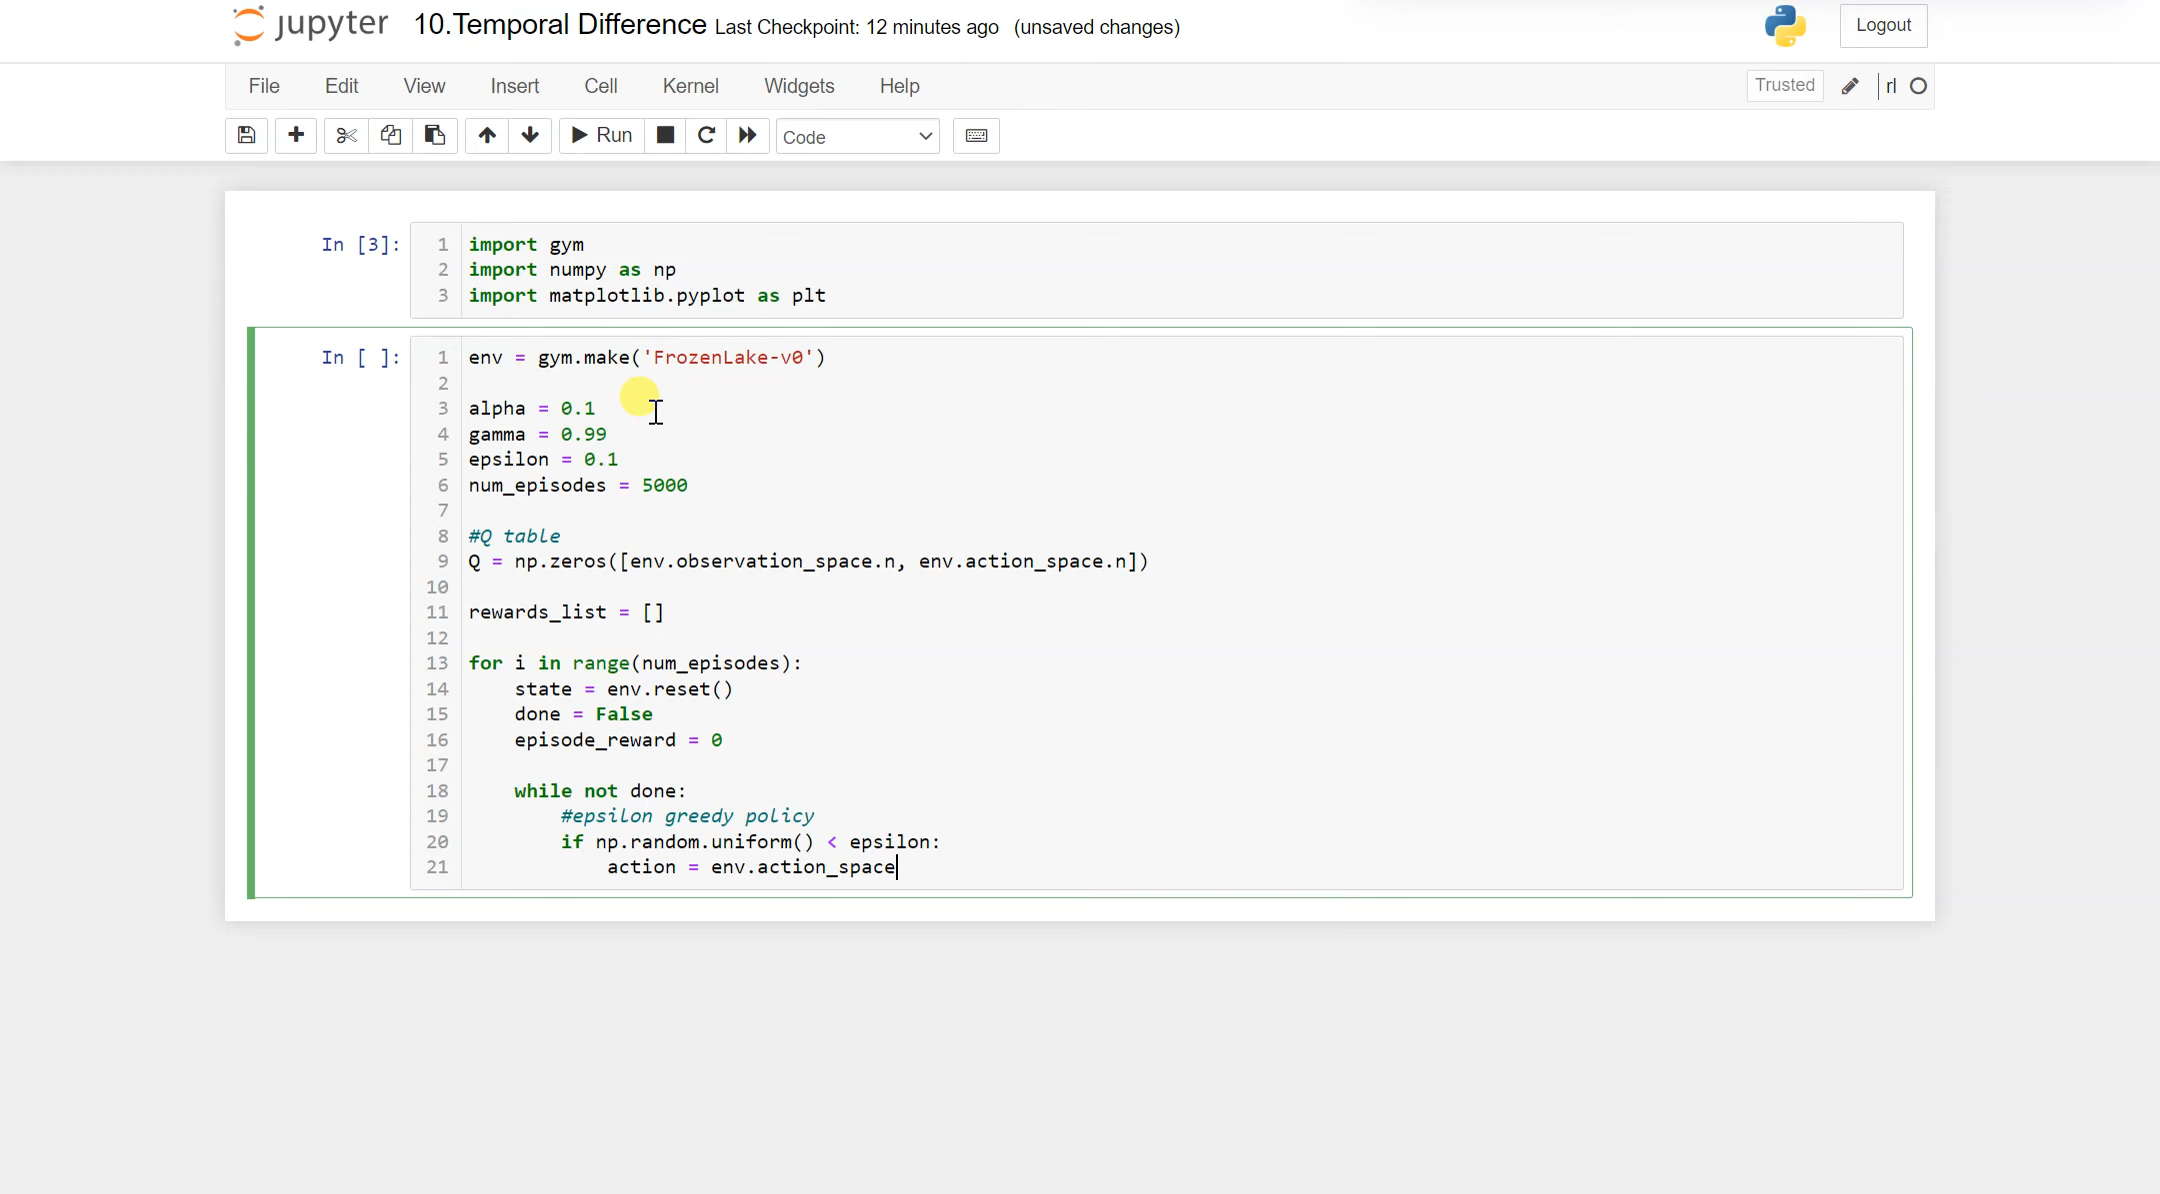 jupyter 10.Temporal Difference Last Checkpoint: 12 minutes ago (unsaved changes) Logout
File Edit View Insert Cell Kernel Widgets Help Trusted rl
Run Code
In [3]:
1 import gym
2 import numpy as np
3 import matplotlib.pyplot as plt
In [ ]:
1 env = gym.make('FrozenLake-v0')
2
3 alpha = 0.1
4 gamma = 0.99
5 epsilon = 0.1
6 num_episodes = 5000
7
8 #Q table
9 Q = np.zeros([env.observation_space.n, env.action_space.n])
10
11 rewards_list = []
12
13 for i in range(num_episodes):
14     state = env.reset()
15     done = False
16     episode_reward = 0
17
18     while not done:
19         #epsilon greedy policy
20         if np.random.uniform() < epsilon:
21             action = env.action_space